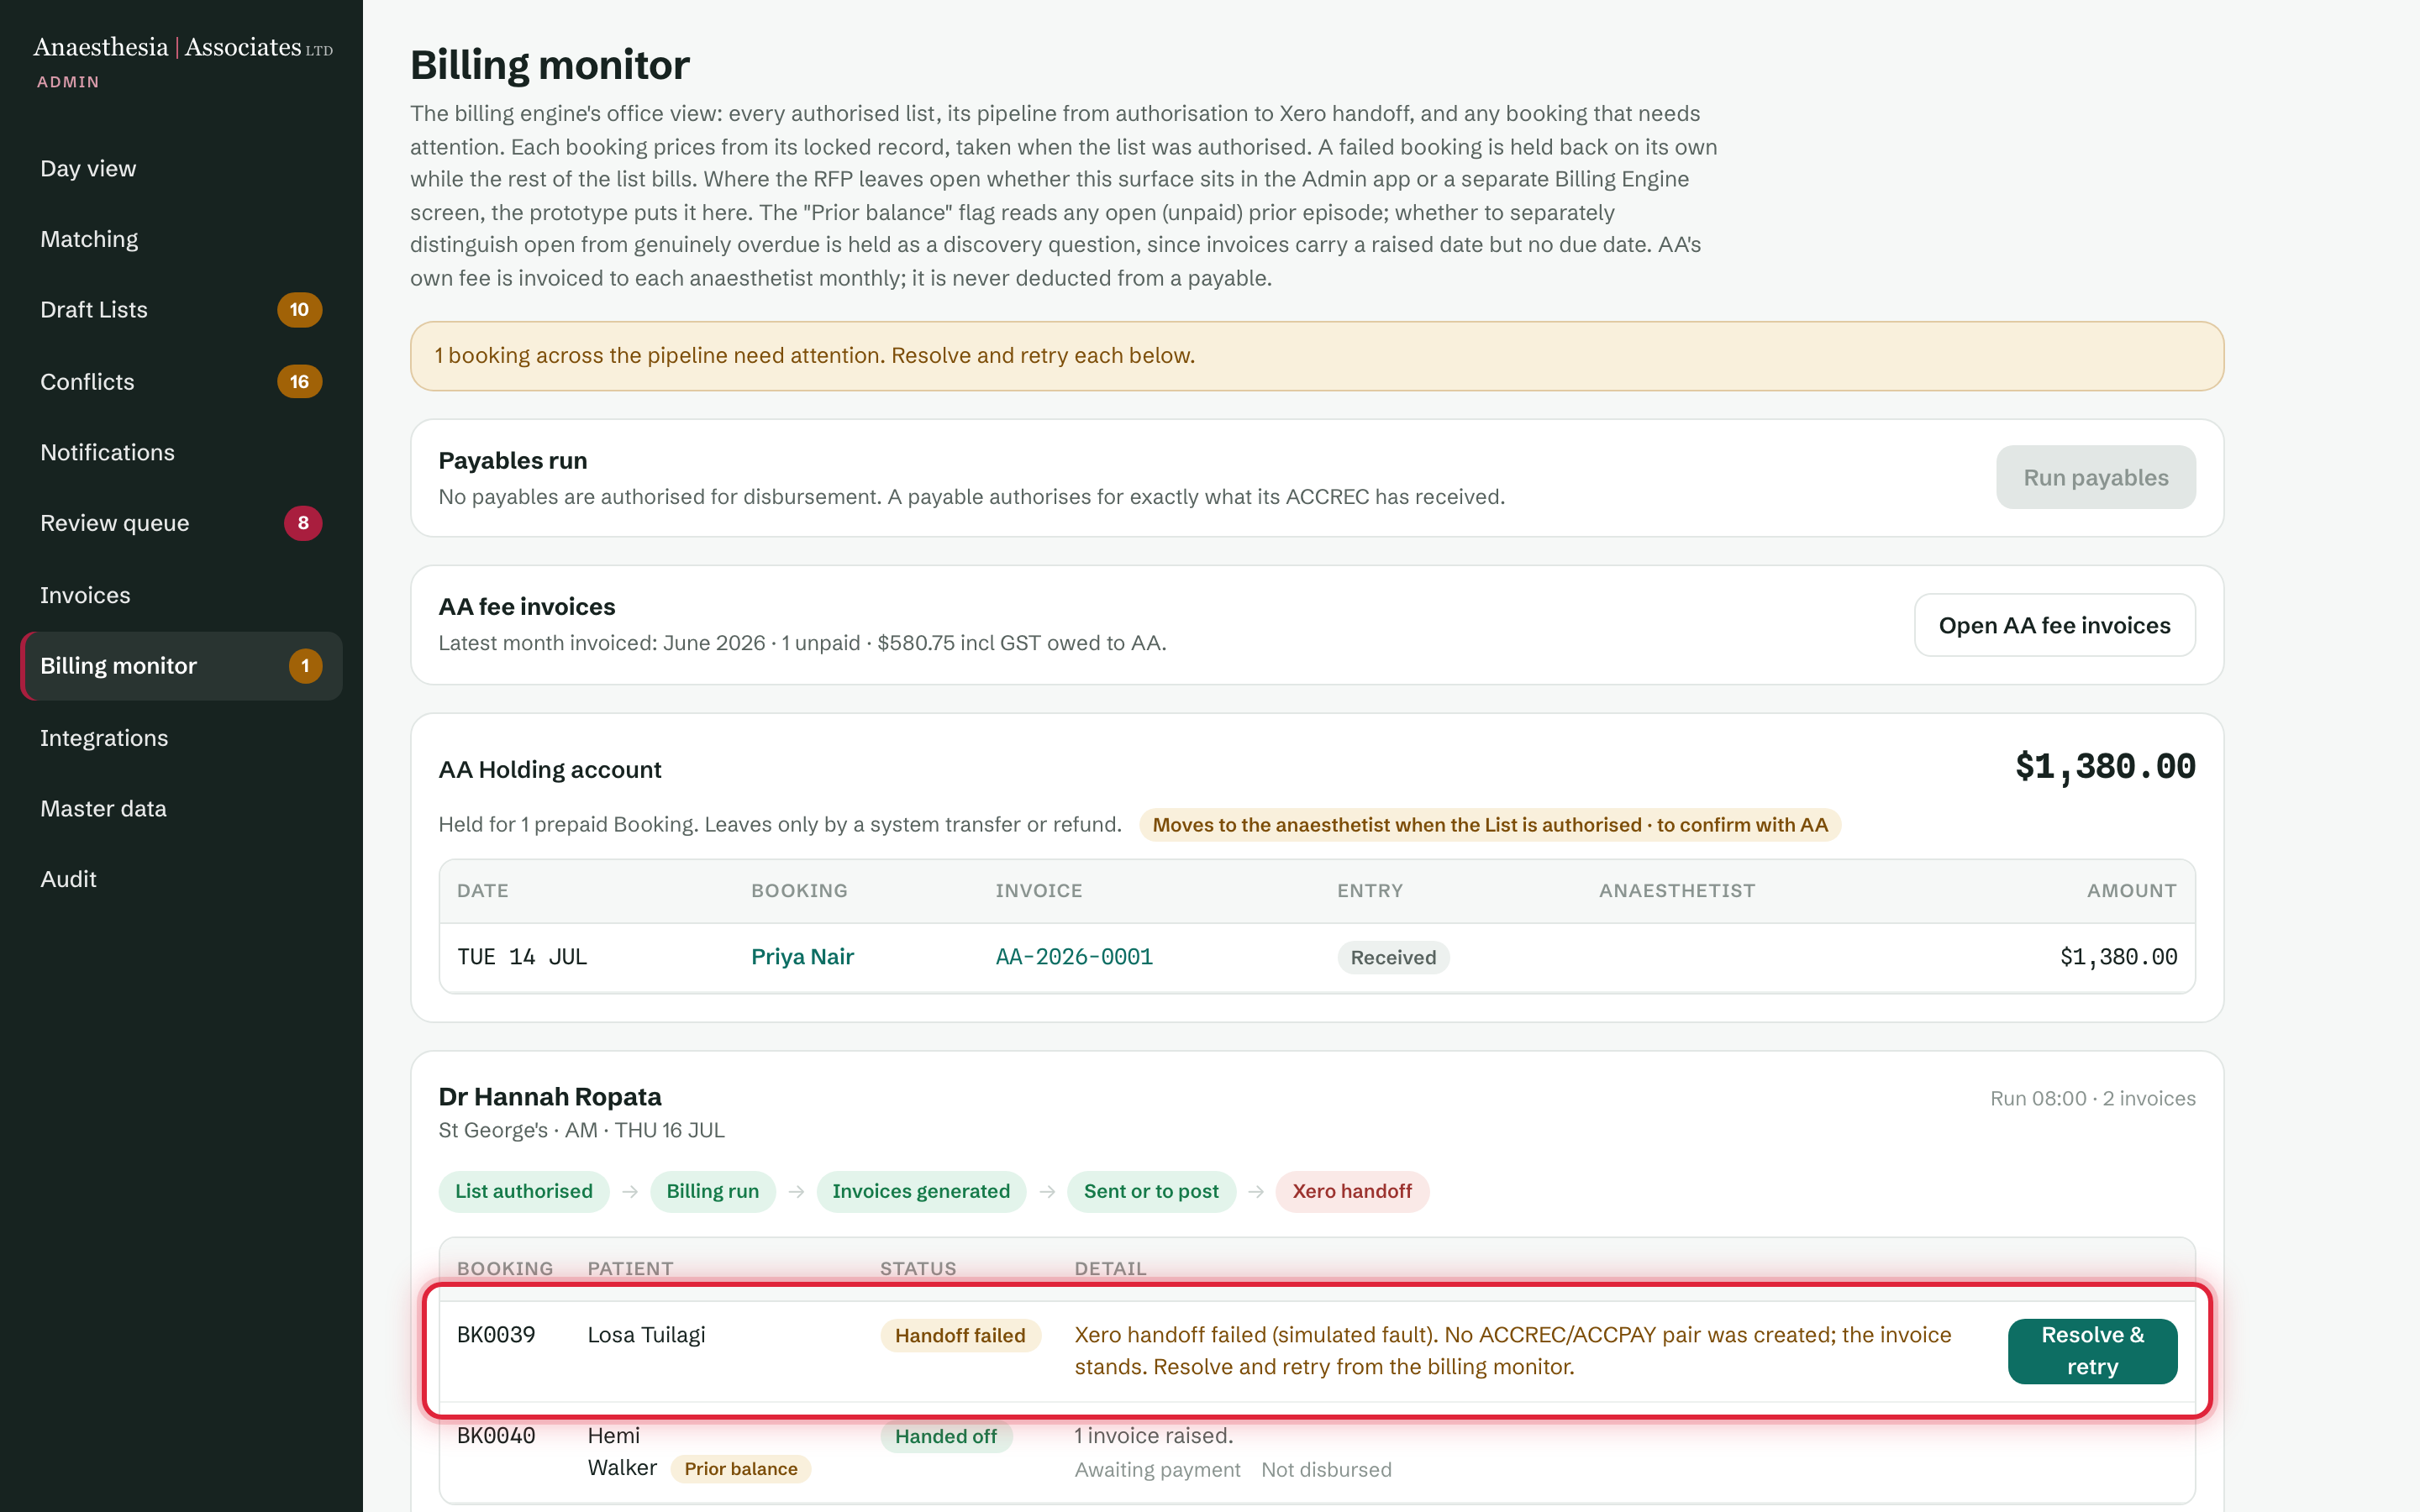 Anaesthesia | Associates LTD
ADMIN
Day view
Matching
Draft Lists 10
Conflicts 16
Notifications
Review queue 8
Invoices
Billing monitor 1
Integrations
Master data
Audit
Billing monitor
The billing engine's office view: every authorised list, its pipeline from authorisation to Xero handoff, and any booking that needs
attention. Each booking prices from its locked record, taken when the list was authorised. A failed booking is held back on its own
while the rest of the list bills. Where the RFP leaves open whether this surface sits in the Admin app or a separate Billing Engine
screen, the prototype puts it here. The "Prior balance" flag reads any open (unpaid) prior episode; whether to separately
distinguish open from genuinely overdue is held as a discovery question, since invoices carry a raised date but no due date. AA's
own fee is invoiced to each anaesthetist monthly; it is never deducted from a payable.
1 booking across the pipeline need attention. Resolve and retry each below.
Payables run
No payables are authorised for disbursement. A payable authorises for exactly what its ACCREC has received.
Run payables
AA fee invoices
Latest month invoiced: June 2026 · 1 unpaid · $580.75 incl GST owed to AA.
Open AA fee invoices
AA Holding account
$1,380.00
Held for 1 prepaid Booking. Leaves only by a system transfer or refund. Moves to the anaesthetist when the List is authorised · to confirm with AA
DATE BOOKING INVOICE ENTRY ANAESTHETIST AMOUNT
TUE 14 JUL Priya Nair AA-2026-0001 Received $1,380.00
Dr Hannah Ropata
Run 08:00 · 2 invoices
St George's · AM · THU 16 JUL
List authorised → Billing run → Invoices generated → Sent or to post → Xero handoff
BOOKING PATIENT STATUS DETAIL
BK0039 Losa Tuilagi Handoff failed Xero handoff failed (simulated fault). No ACCREC/ACCPAY pair was created; the invoice
stands. Resolve and retry from the billing monitor.
Resolve &
retry
BK0040 Hemi Handed off 1 invoice raised.
Walker Prior balance Awaiting payment Not disbursed